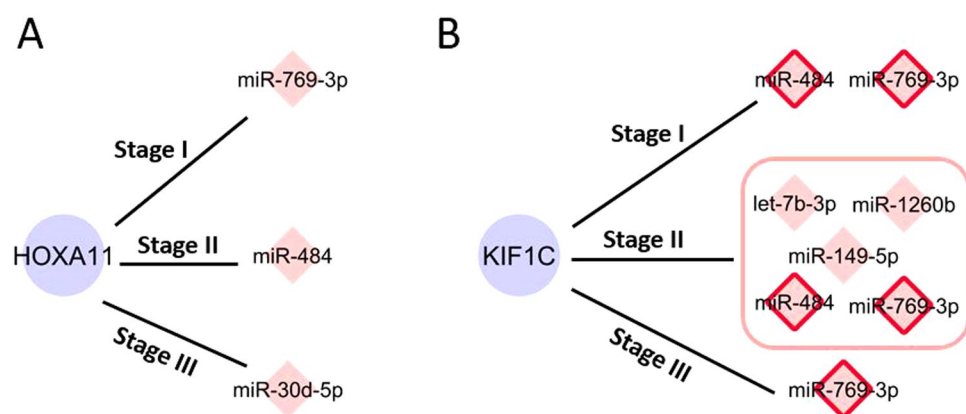 A
miR-769-3p
Stage I
HOXA11
Stage II
miR-484
Stage III
miR-30d-5p
B
miR-484 miR-769-3p
Stage I
let-7b-3p miR-1260b
KIF1C
Stage II
miR-149-5p
miR-484 miR-769-3p
Stage III
miR-769-3p